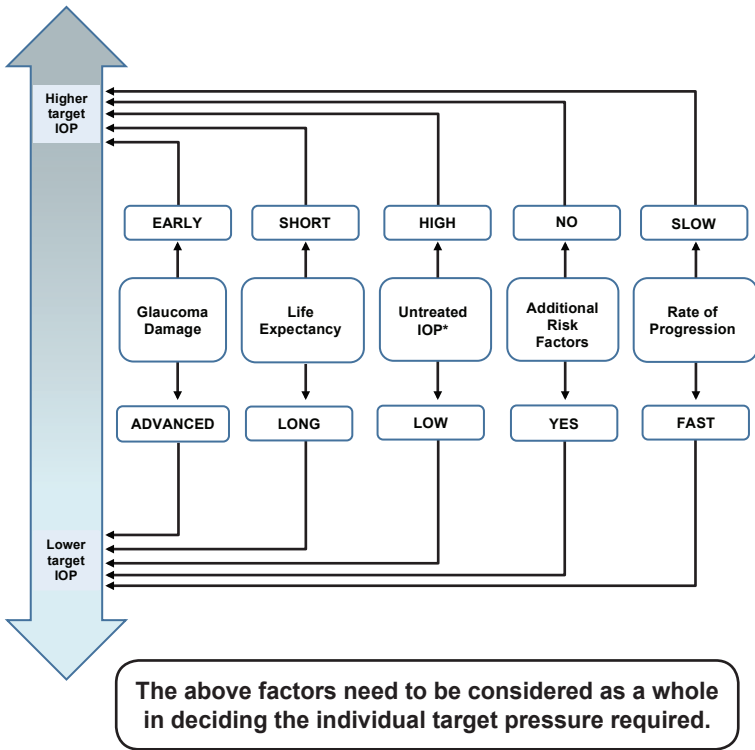 Higher
target
IOP
EARLY
SHORT
HIGH
NO
SLOW
Glaucoma
Damage
Life
Expectancy
Untreated
IOP*
Additional
Risk
Factors
Rate of
Progression
ADVANCED
LONG
LOW
YES
FAST
Lower
target
IOP
The above factors need to be considered as a whole
in deciding the individual target pressure required.